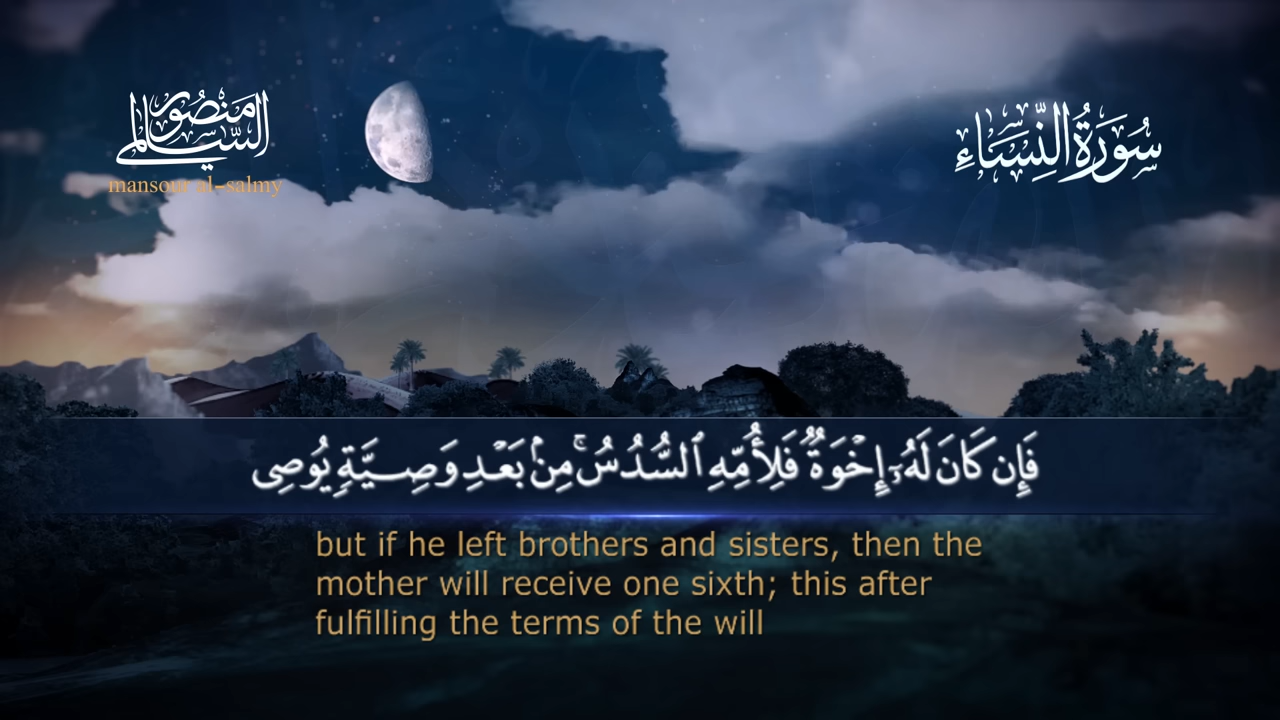 منصور السالمي
mansour al-salmy
سُورَةُ النِّسَاءِ
فَإِن كَانَ لَهُۥٓ إِخْوَةٌ فَلِأُمِّهِ ٱلسُّدُسُ ۚ مِنۢ بَعْدِ وَصِيَّةٍ يُوصِى
but if he left brothers and sisters, then the
mother will receive one sixth; this after
fulfilling the terms of the will